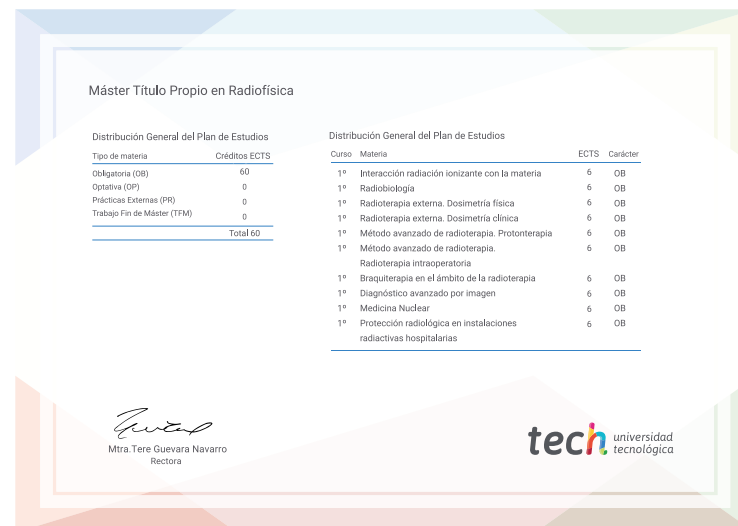 Máster Título Propio en Radiofísica
Distribución General del Plan de Estudios
Tipo de materia Créditos ECTS
Obligatoria (OB) 60
Optativa (OP) 0
Prácticas Externas (PR) 0
Trabajo Fin de Máster (TFM) 0
Total 60
Distribución General del Plan de Estudios
Curso Materia ECTS Carácter
1º Interacción radiación ionizante con la materia 6 OB
1º Radiobiología 6 OB
1º Radioterapia externa. Dosimetría física 6 OB
1º Radioterapia externa. Dosimetría clínica 6 OB
1º Método avanzado de radioterapia. Protonterapia 6 OB
1º Método avanzado de radioterapia. 6 OB
Radioterapia intraoperatoria
1º Braquiterapia en el ámbito de la radioterapia 6 OB
1º Diagnóstico avanzado por imagen 6 OB
1º Medicina Nuclear 6 OB
1º Protección radiológica en instalaciones 6 OB
radiactivas hospitalarias
Mtra.Tere Guevara Navarro
Rectora
tech universidad
tecnológica